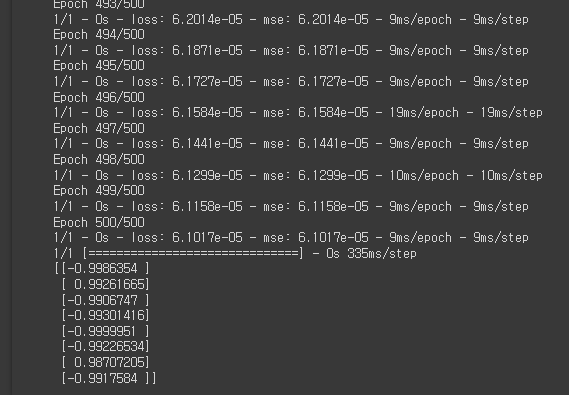 Epoch 493/500
1/1 - 0s - loss: 6.2014e-05 - mse: 6.2014e-05 - 9ms/epoch - 9ms/step
Epoch 494/500
1/1 - 0s - loss: 6.1871e-05 - mse: 6.1871e-05 - 9ms/epoch - 9ms/step
Epoch 495/500
1/1 - 0s - loss: 6.1727e-05 - mse: 6.1727e-05 - 9ms/epoch - 9ms/step
Epoch 496/500
1/1 - 0s - loss: 6.1584e-05 - mse: 6.1584e-05 - 19ms/epoch - 19ms/step
Epoch 497/500
1/1 - 0s - loss: 6.1441e-05 - mse: 6.1441e-05 - 9ms/epoch - 9ms/step
Epoch 498/500
1/1 - 0s - loss: 6.1299e-05 - mse: 6.1299e-05 - 10ms/epoch - 10ms/step
Epoch 499/500
1/1 - 0s - loss: 6.1158e-05 - mse: 6.1158e-05 - 9ms/epoch - 9ms/step
Epoch 500/500
1/1 - 0s - loss: 6.1017e-05 - mse: 6.1017e-05 - 9ms/epoch - 9ms/step
1/1 [==============================] - 0s 335ms/step
[[-0.9986354 ]
 [ 0.99261665]
 [-0.9906747 ]
 [-0.99301416]
 [-0.9999951 ]
 [-0.99226534]
 [ 0.98707205]
 [-0.9917584 ]]